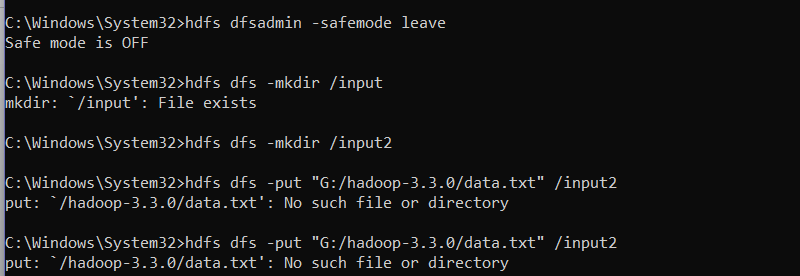 C:\Windows\System32>hdfs dfsadmin -safemode leave
Safe mode is OFF
C:\Windows\System32>hdfs dfs -mkdir /input
mkdir: `/input': File exists
C:\Windows\System32>hdfs dfs -mkdir /input2
C:\Windows\System32>hdfs dfs -put "G:/hadoop-3.3.0/data.txt" /input2
put: `/hadoop-3.3.0/data.txt': No such file or directory
C:\Windows\System32>hdfs dfs -put "G:/hadoop-3.3.0/data.txt" /input2
put: `/hadoop-3.3.0/data.txt': No such file or directory